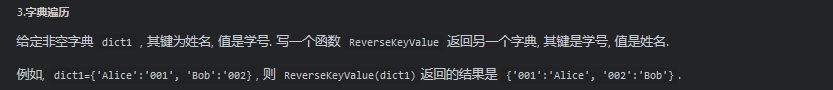 3.字典遍历
给定非空字典 dict1 , 其键为姓名, 值是学号. 写一个函数 ReverseKeyValue 返回另一个字典, 其键是学号, 值是姓名.
例如, dict1={'Alice':'001', 'Bob':'002} , 则 ReverseKeyValue(dict1) 返回的结果是 {'001':'Alice', '002':'Bob'} .